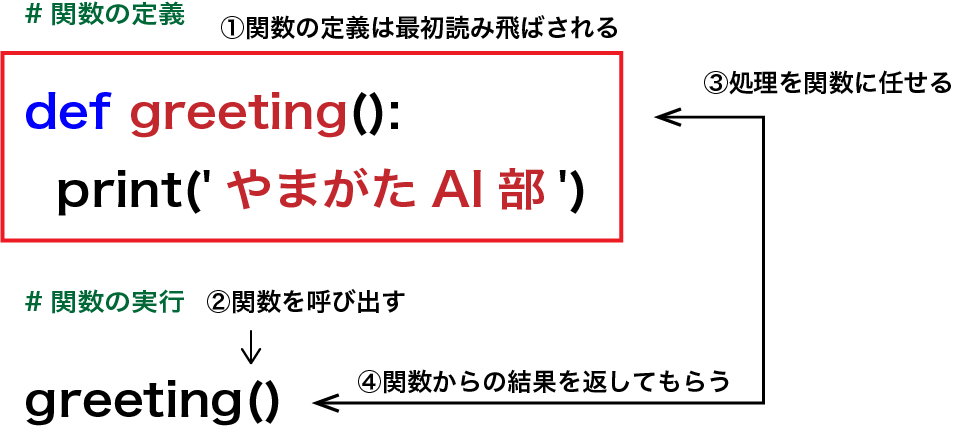 # 関数の定義
①関数の定義は最初読み飛ばされる
def greeting():
print(' やまがた AI 部 ')
③処理を関数に任せる
# 関数の実行
②関数を呼び出す
greeting()
④関数からの結果を返してもらう